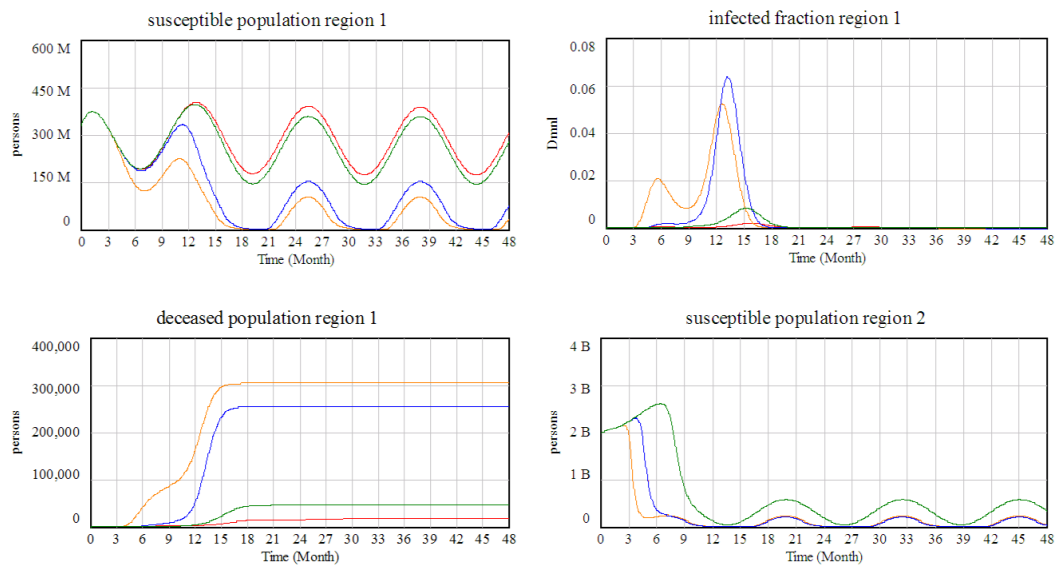 susceptible population region 1
600 M
450 M
300 M
150 M
0
persons
0 3 6 9 12 15 18 21 24 27 30 33 36 39 42 45 48
Time (Month)
infected fraction region 1
0.08
0.06
0.04
0.02
0
Dmnl
0 3 6 9 12 15 18 21 24 27 30 33 36 39 42 45 48
Time (Month)
deceased population region 1
400,000
300,000
200,000
100,000
0
persons
0 3 6 9 12 15 18 21 24 27 30 33 36 39 42 45 48
Time (Month)
susceptible population region 2
4 B
3 B
2 B
1 B
0
persons
0 3 6 9 12 15 18 21 24 27 30 33 36 39 42 45 48
Time (Month)